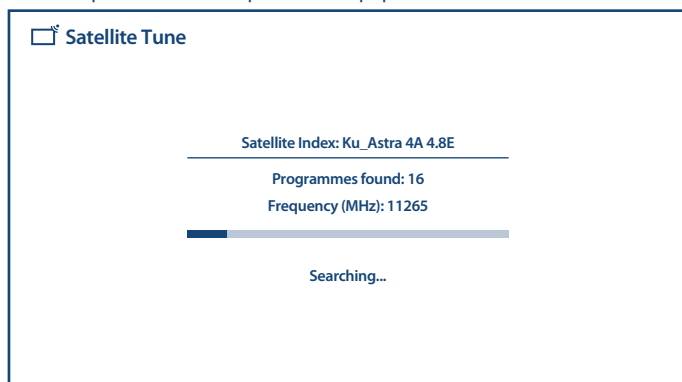 Satellite Tune
Satellite Index: Ku_Astra 4A 4.8E
Programmes found: 16
Frequency (MHz): 11265
Searching...